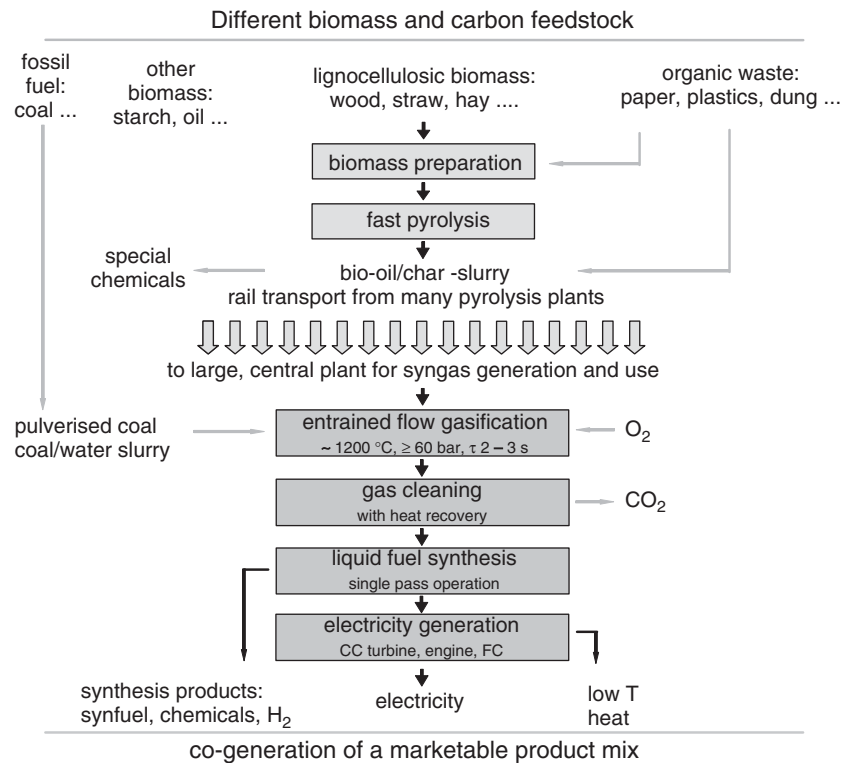 Different biomass and carbon feedstock
fossil
fuel:
coal ...
other
biomass:
starch, oil ...
lignocellulosic biomass:
wood, straw, hay ....
organic waste:
paper, plastics, dung ...
biomass preparation
fast pyrolysis
special
chemicals
bio-oil/char -slurry
rail transport from many pyrolysis plants
to large, central plant for syngas generation and use
pulverised coal
coal/water slurry
entrained flow gasification
~ 1200 °C, ≥ 60 bar, τ 2 – 3 s
O₂
gas cleaning
with heat recovery
CO₂
liquid fuel synthesis
single pass operation
electricity generation
CC turbine, engine, FC
synthesis products:
synfuel, chemicals, H₂
electricity
low T
heat
co-generation of a marketable product mix